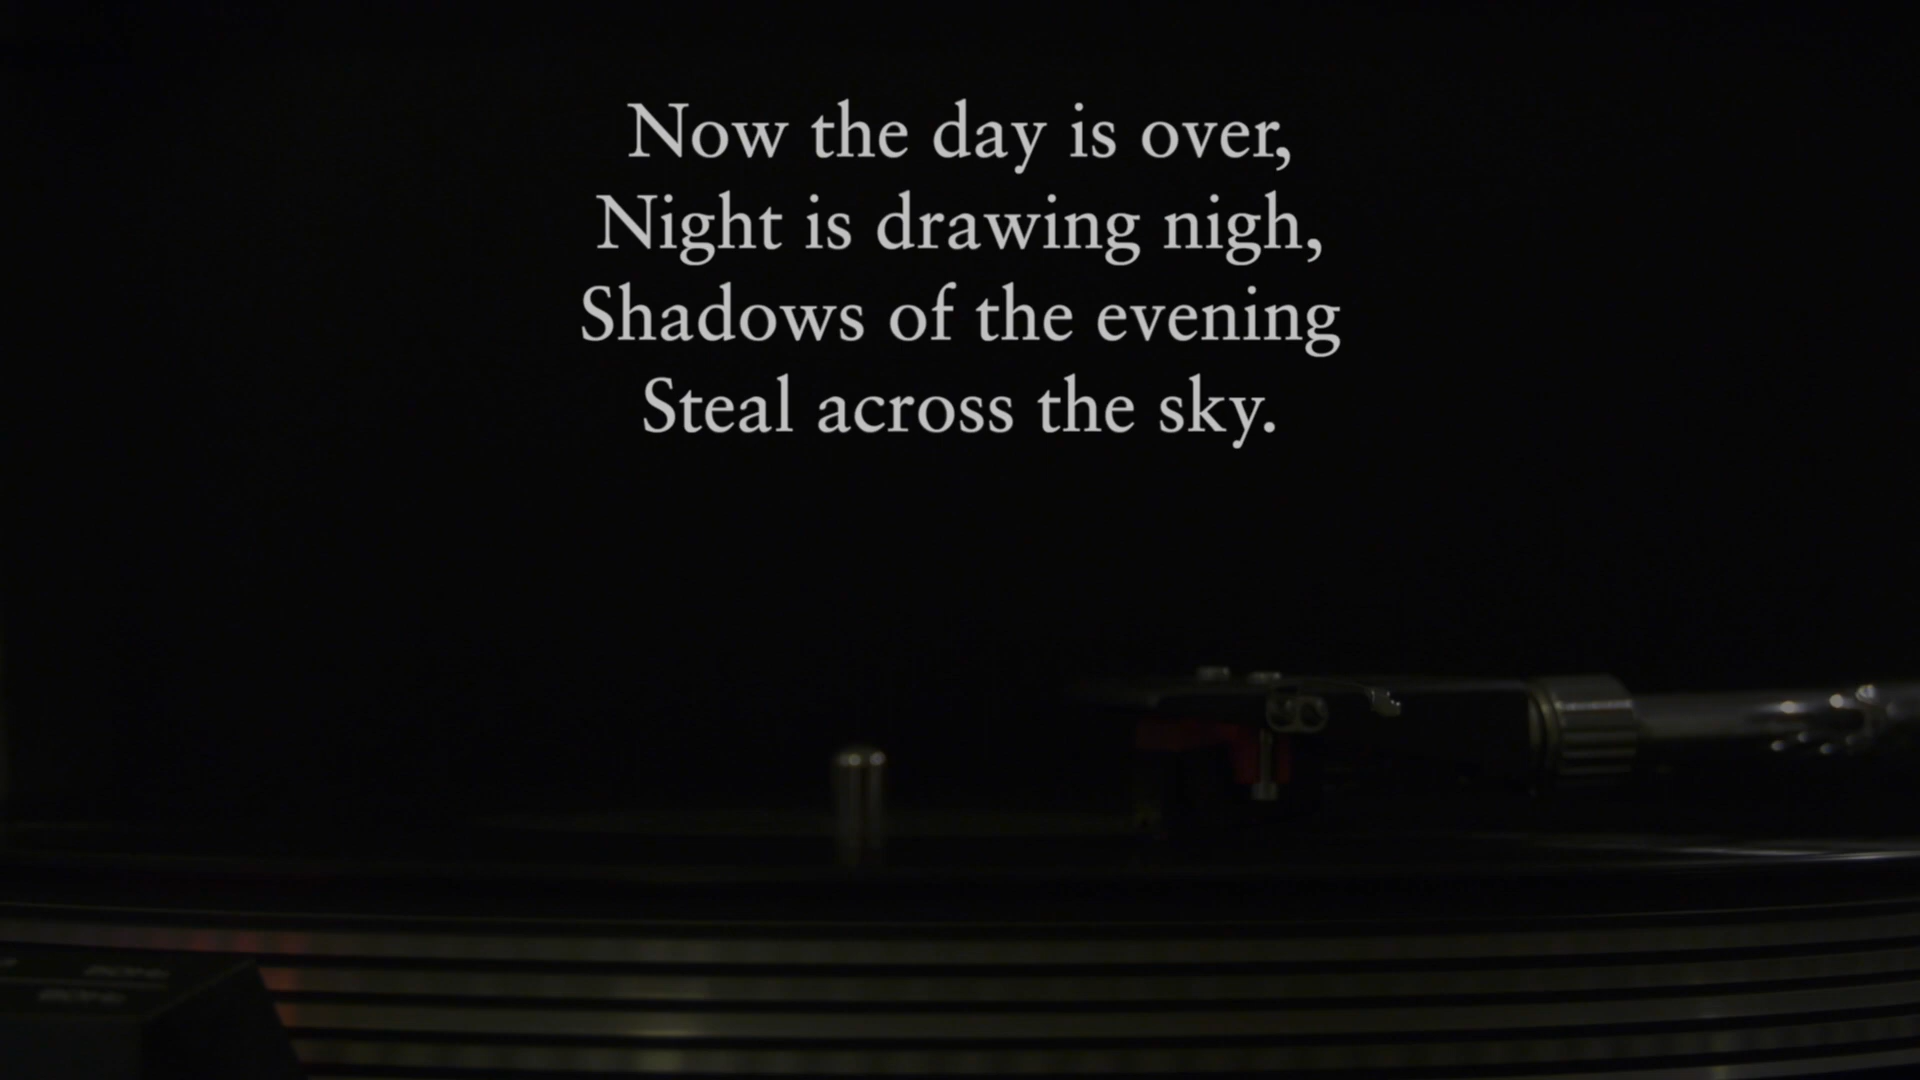 Now the day is over,
Night is drawing nigh,
Shadows of the evening
Steal across the sky.